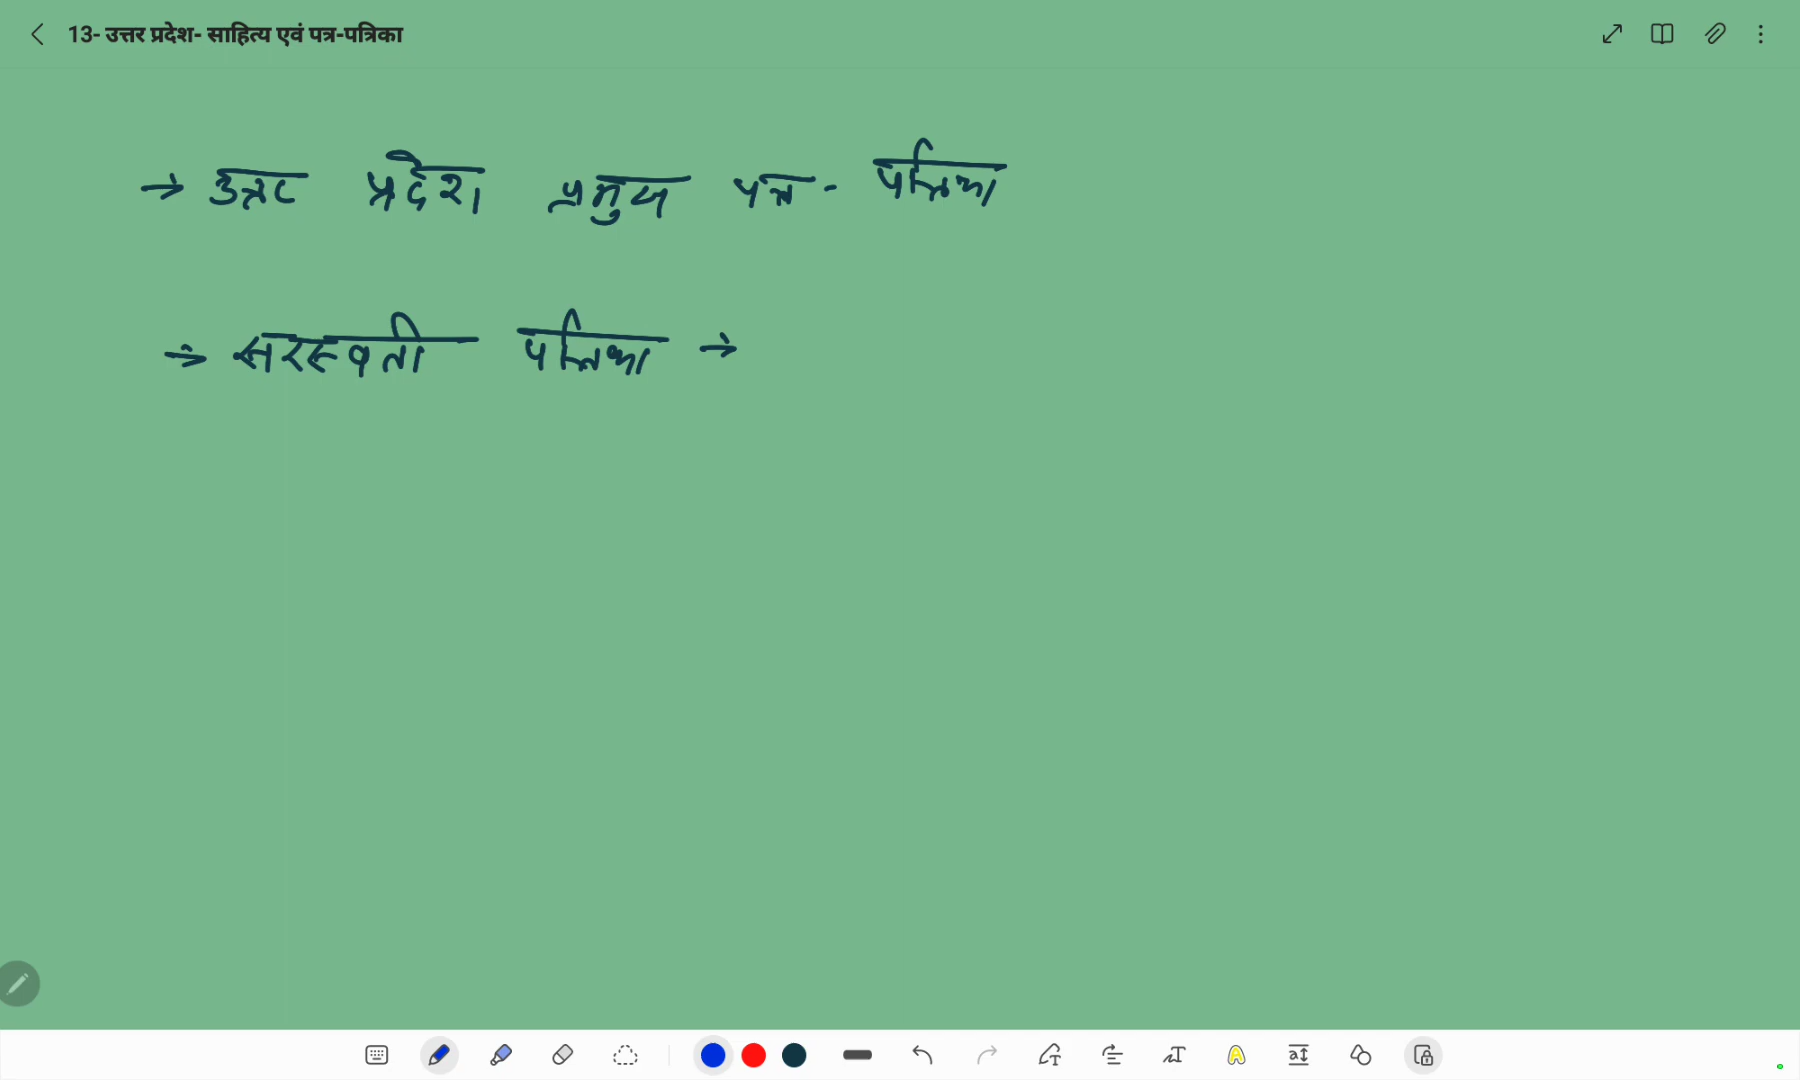 13- उत्तर प्रदेश- साहित्य एवं पत्र-पत्रिका
→ उत्तर प्रदेश प्रमुख पत्र - पत्रिका
→ सरस्वती पत्रिका →